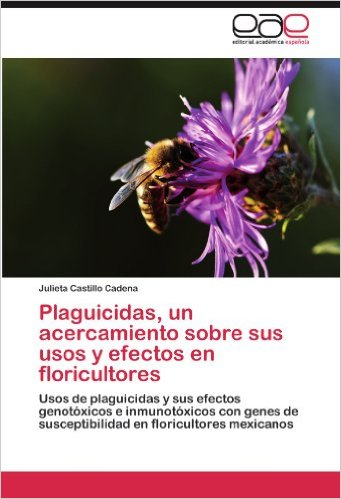 eae
editorial académica española
Julieta Castillo Cadena
Plaguicidas, un
acercamiento sobre sus
usos y efectos en
floricultores
Usos de plaguicidas y sus efectos
genotóxicos e inmunotóxicos con genes de
susceptibilidad en floricultores mexicanos